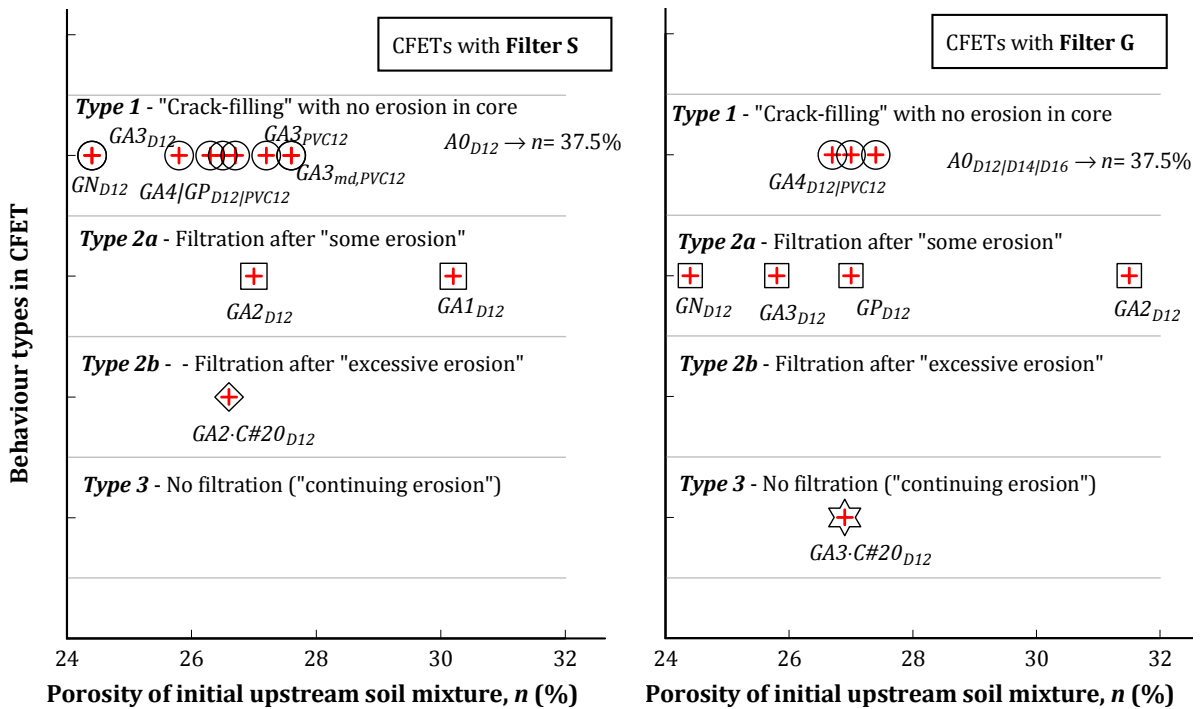 Behaviour types in CFET
CFETs with Filter S
Type 1 - "Crack-filling" with no erosion in core
GA3D12
GA3PVC12
A0D12 → n= 37.5%
GND12
GA4|GPD12|PVC12
GA3md,PVC12
Type 2a - Filtration after "some erosion"
GA2D12
GA1D12
Type 2b - - Filtration after "excessive erosion"
GA2·C#20D12
Type 3 - No filtration ("continuing erosion")
24
26
28
30
32
Porosity of initial upstream soil mixture, n (%)
CFETs with Filter G
Type 1 - "Crack-filling" with no erosion in core
A0D12|D14|D16 → n= 37.5%
GA4D12|PVC12
Type 2a - Filtration after "some erosion"
GND12
GA3D12
GPD12
GA2D12
Type 2b - Filtration after "excessive erosion"
Type 3 - No filtration ("continuing erosion")
GA3·C#20D12
24
26
28
30
32
Porosity of initial upstream soil mixture, n (%)